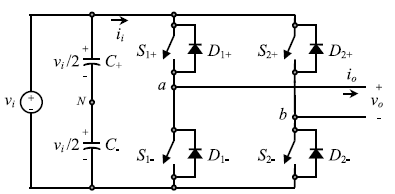 i_i
S_1+ D_1+ S_2+ D_2+
+ v_i/2 - C_+
a
i_o
v_i + -
N
+ v_o -
b
+ v_i/2 - C_-
S_1- D_1- S_2- D_2-